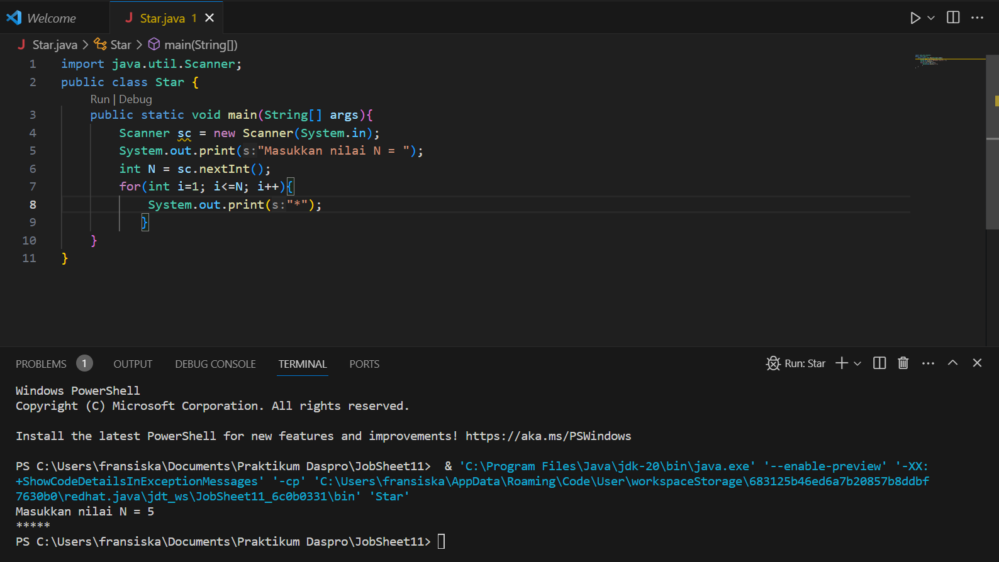 Welcome
J Star.java 1
J Star.java > Star > main(String[])
1 import java.util.Scanner;
2 public class Star {
Run | Debug
3 public static void main(String[] args){
4 Scanner sc = new Scanner(System.in);
5 System.out.print(s:"Masukkan nilai N = ");
6 int N = sc.nextInt();
7 for(int i=1; i<=N; i++){
8 System.out.print(s:"*");
9 }
10 }
11 }
PROBLEMS 1 OUTPUT DEBUG CONSOLE TERMINAL PORTS Run: Star
Windows PowerShell
Copyright (C) Microsoft Corporation. All rights reserved.
Install the latest PowerShell for new features and improvements! https://aka.ms/PSWindows
PS C:\Users\fransiska\Documents\Praktikum Daspro\JobSheet11>  & 'C:\Program Files\Java\jdk-20\bin\java.exe' '--enable-preview' '-XX:
+ShowCodeDetailsInExceptionMessages' '-cp' 'C:\Users\fransiska\AppData\Roaming\Code\User\workspaceStorage\683125b46ed6a7b20857b8ddbf
7630b0\redhat.java\jdt_ws\JobSheet11_6c0b0331\bin' 'Star'
Masukkan nilai N = 5
*****
PS C:\Users\fransiska\Documents\Praktikum Daspro\JobSheet11>